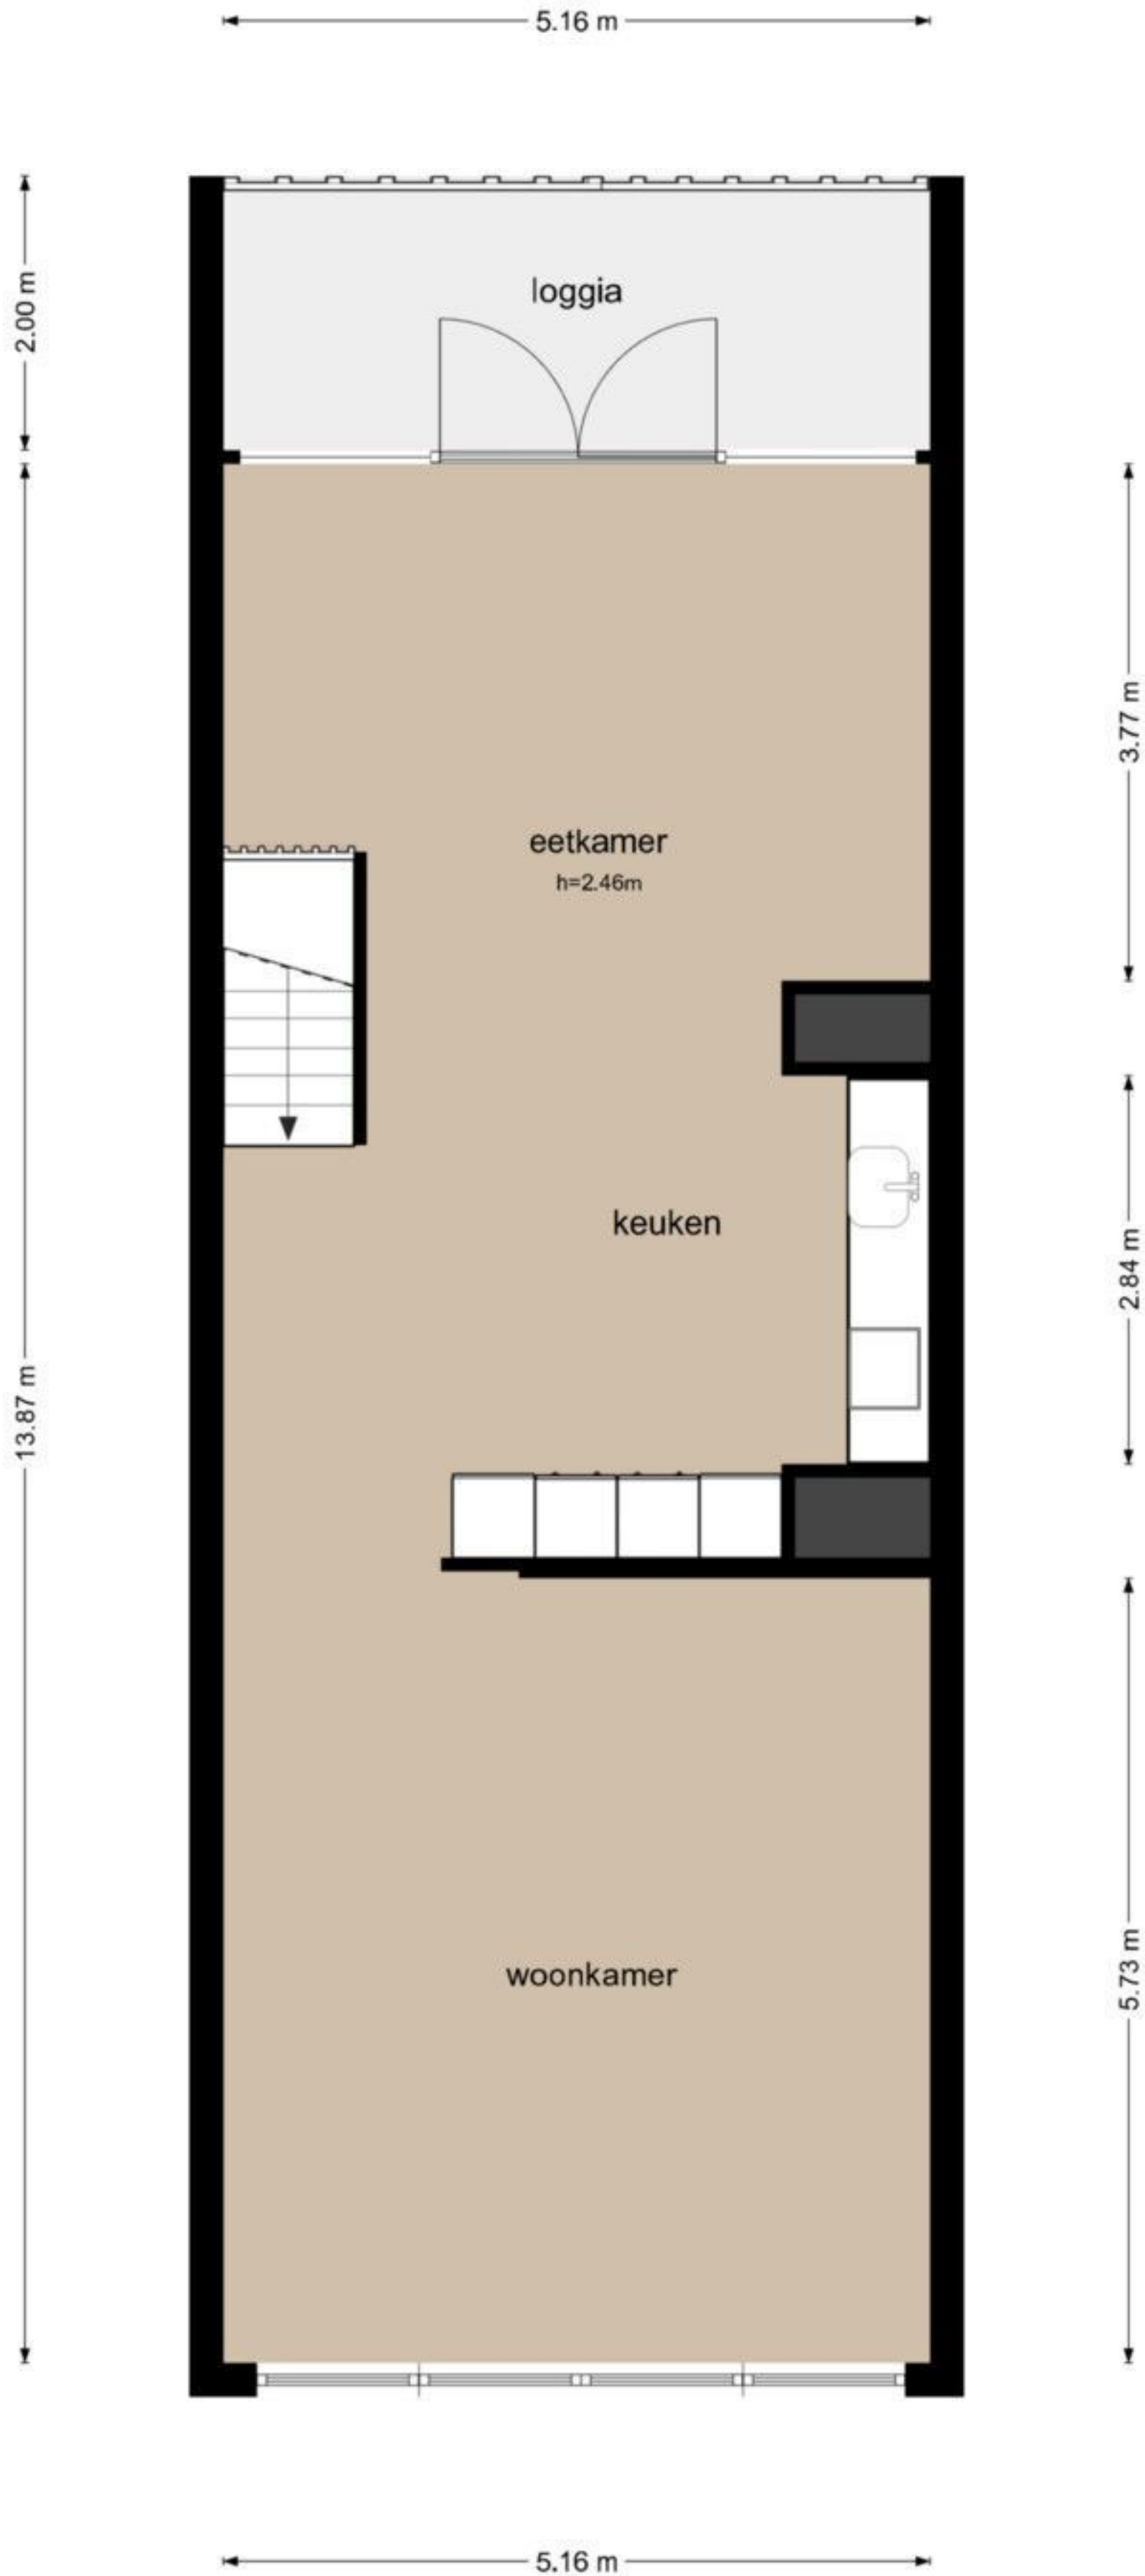 5.16 m
loggia
2.00 m
3.77 m
eetkamer
h=2.46m
keuken
2.84 m
13.87 m
5.73 m
woonkamer
5.16 m